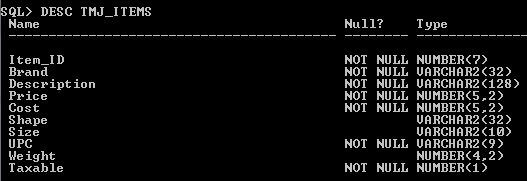 SQL> DESC TMJ_ITEMS
Name Null? Type
----------------------------------------- -------- ----------------------------
Item_ID NOT NULL NUMBER(7)
Brand NOT NULL VARCHAR2(32)
Description NOT NULL VARCHAR2(128)
Price NOT NULL NUMBER(5,2)
Cost NOT NULL NUMBER(5,2)
Shape VARCHAR2(32)
Size VARCHAR2(10)
UPC NOT NULL VARCHAR2(9)
Weight NUMBER(4,2)
Taxable NOT NULL NUMBER(1)